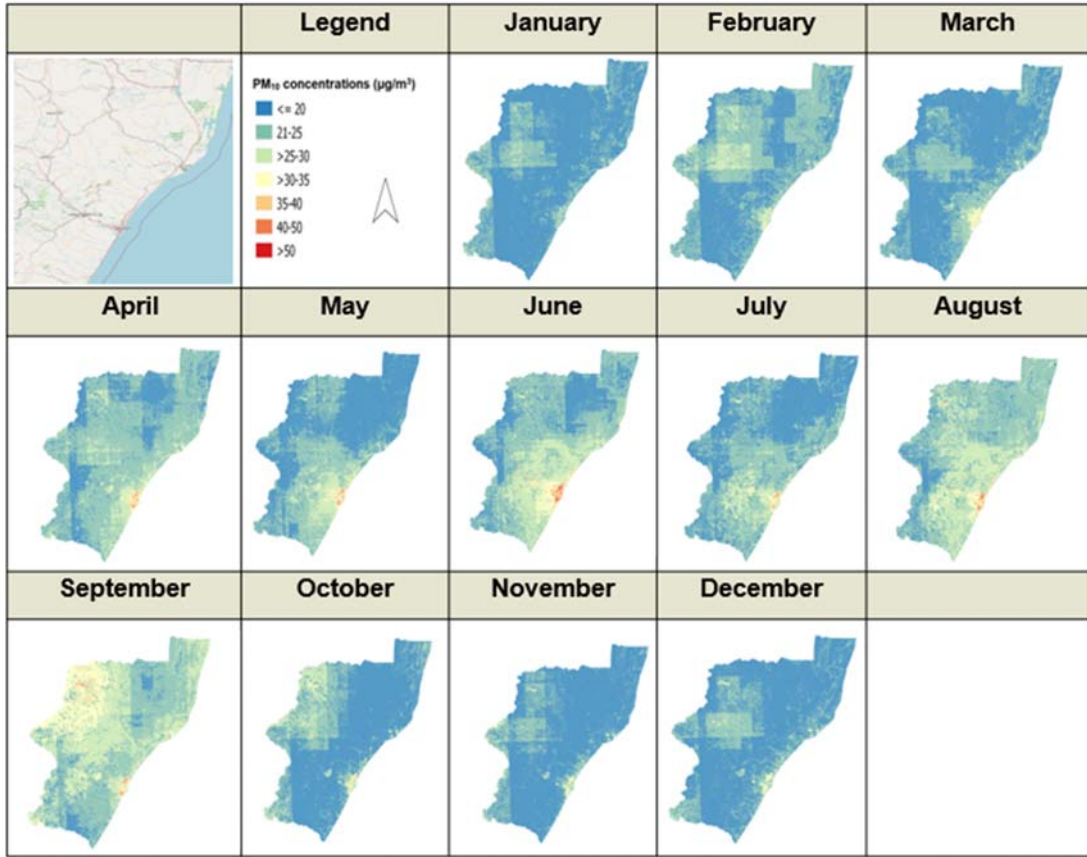 Legend
January
February
March
PM₁₀ concentrations (µg/m³)
<= 20
21-25
>25-30
>30-35
35-40
40-50
>50
April
May
June
July
August
September
October
November
December